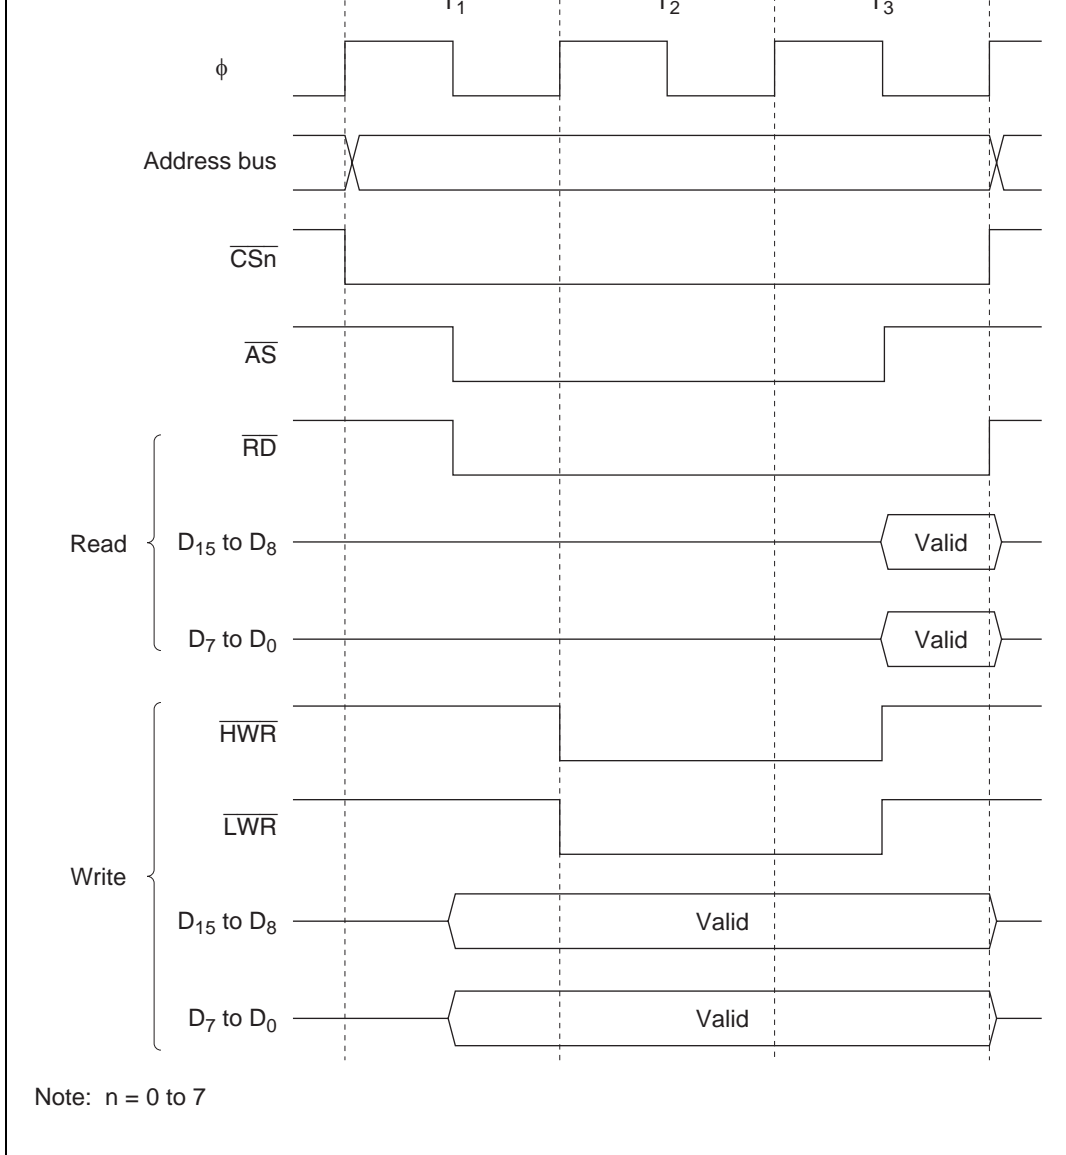 T1 T2 T3
ϕ
Address bus
CSn
AS
RD
Read
D15 to D8
Valid
D7 to D0
Valid
HWR
LWR
Write
D15 to D8
Valid
D7 to D0
Valid
Note: n = 0 to 7